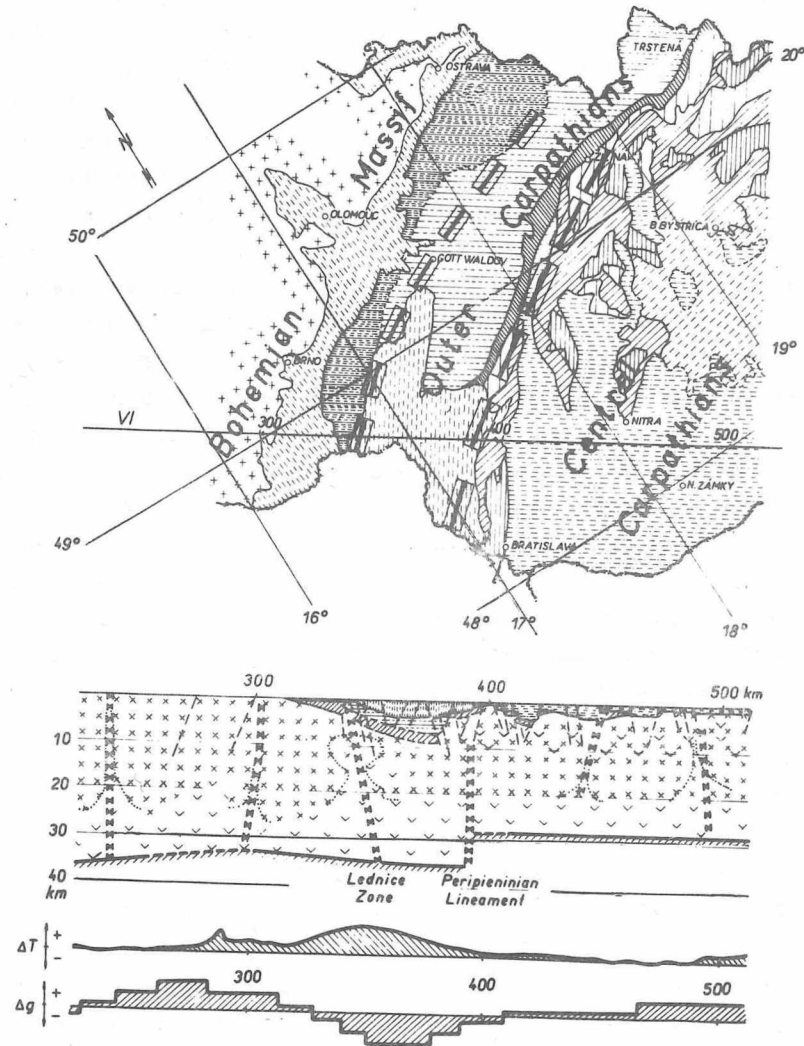 TRSTENA
20°
OSTRAVA
N
Massif
Carpathians
OLOMOUC
B. BYSTRICA
50°
GOTTWALDOV
Outer
19°
BRNO
Bohemian
Central
VI
300
400
500
NITRA
Carpathians
N. ZÁMKY
49°
BRATISLAVA
16°
48°
17°
18°
300
400
500 km
10
20
30
40
km
Lednice
Zone
Peripieninian
Lineament
ΔT
+
-
300
400
500
Δg
+
-